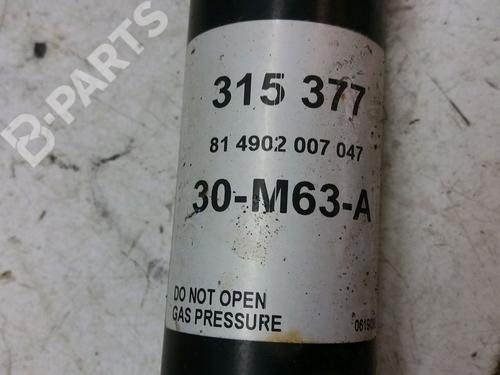 B-PARTS
315 377
81 4902 007 047
30-M63-A
DO NOT OPEN
GAS PRESSURE